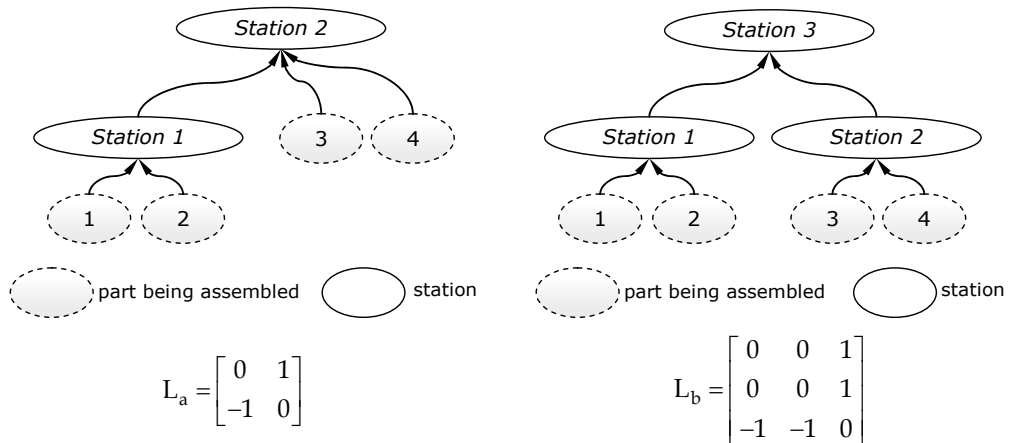 Station 2
Station 1
3
4
1
2
part being assembled
station
L_a = [0 1
-1 0]
Station 3
Station 1
Station 2
1
2
3
4
part being assembled
station
L_b = [0 0 1
0 0 1
-1 -1 0]